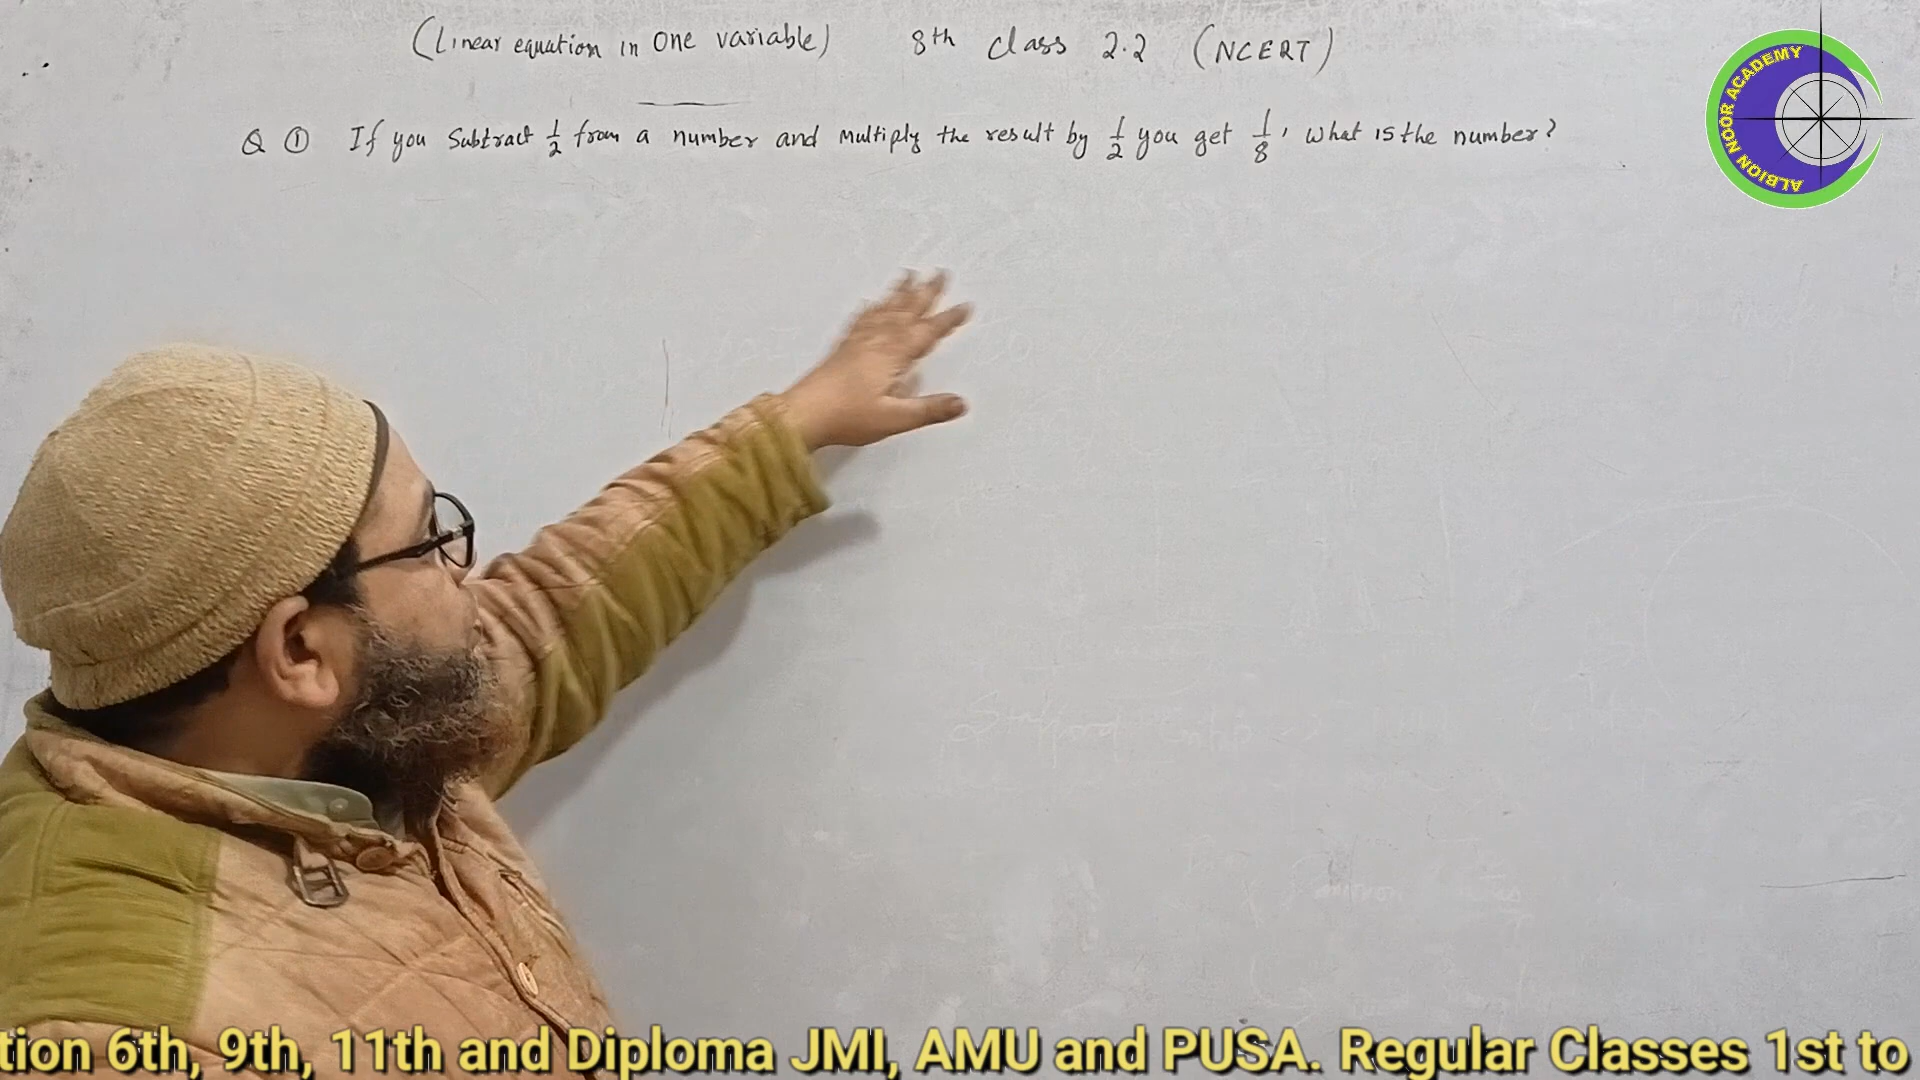 (Linear equation in One variable) 8th class 2.2 (NCERT)
Q ① If you Subtract 1/2 from a number and multiply the result by 1/2 you get 1/8, what is the number?
ALBION NOOR ACADEMY
tion 6th, 9th, 11th and Diploma JMI, AMU and PUSA. Regular Classes 1st to